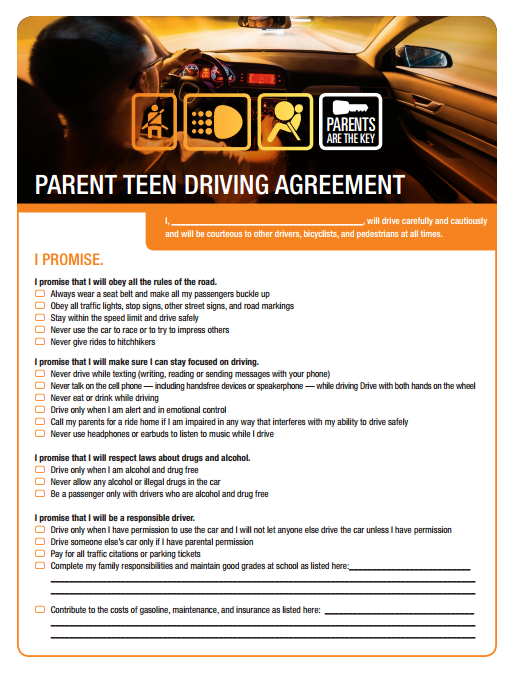 PARENTS
ARE THE KEY
PARENT TEEN DRIVING AGREEMENT
I, ______________________________, will drive carefully and cautiously
and will be courteous to other drivers, bicyclists, and pedestrians at all times.
I PROMISE.
I promise that I will obey all the rules of the road.
Always wear a seat belt and make all my passengers buckle up
Obey all traffic lights, stop signs, other street signs, and road markings
Stay within the speed limit and drive safely
Never use the car to race or to try to impress others
Never give rides to hitchhikers
I promise that I will make sure I can stay focused on driving.
Never drive while texting (writing, reading or sending messages with your phone)
Never talk on the cell phone — including handsfree devices or speakerphone — while driving Drive with both hands on the wheel
Never eat or drink while driving
Drive only when I am alert and in emotional control
Call my parents for a ride home if I am impaired in any way that interferes with my ability to drive safely
Never use headphones or earbuds to listen to music while I drive
I promise that I will respect laws about drugs and alcohol.
Drive only when I am alcohol and drug free
Never allow any alcohol or illegal drugs in the car
Be a passenger only with drivers who are alcohol and drug free
I promise that I will be a responsible driver.
Drive only when I have permission to use the car and I will not let anyone else drive the car unless I have permission
Drive someone else's car only if I have parental permission
Pay for all traffic citations or parking tickets
Complete my family responsibilities and maintain good grades at school as listed here:____________________
Contribute to the costs of gasoline, maintenance, and insurance as listed here: ____________________